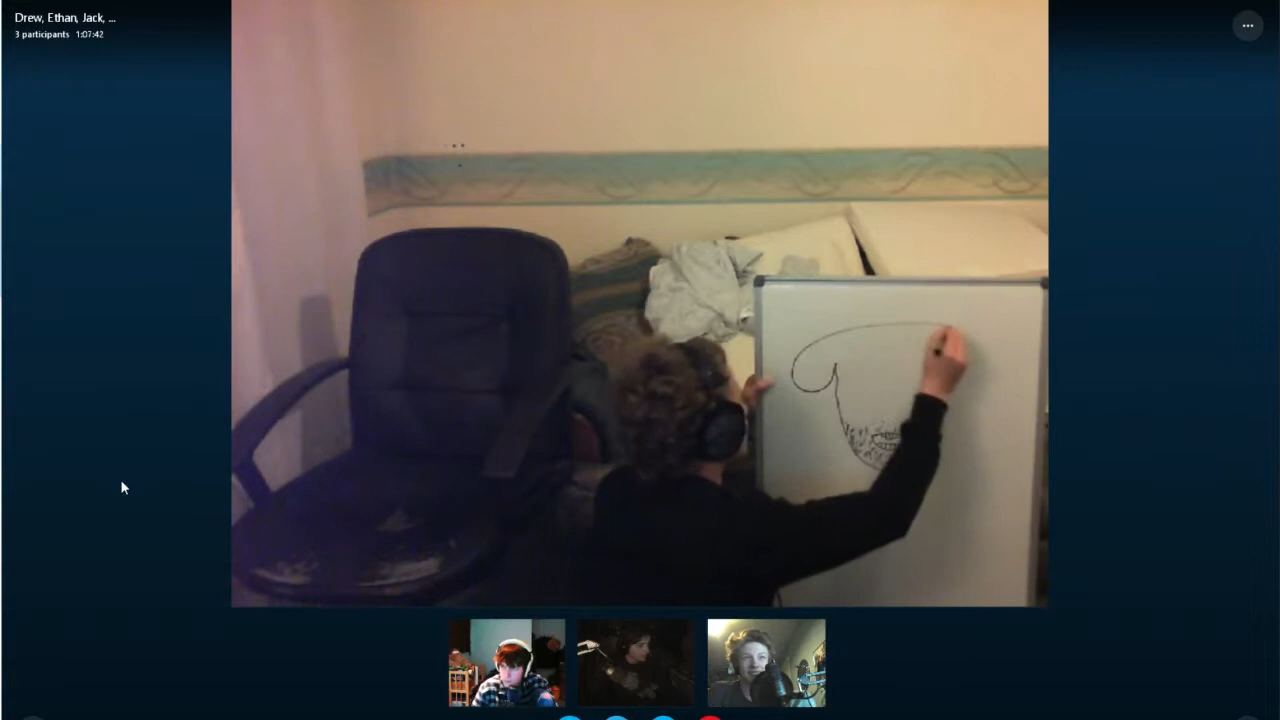 Drew, Ethan, Jack, ...
3 participants 1:07:42